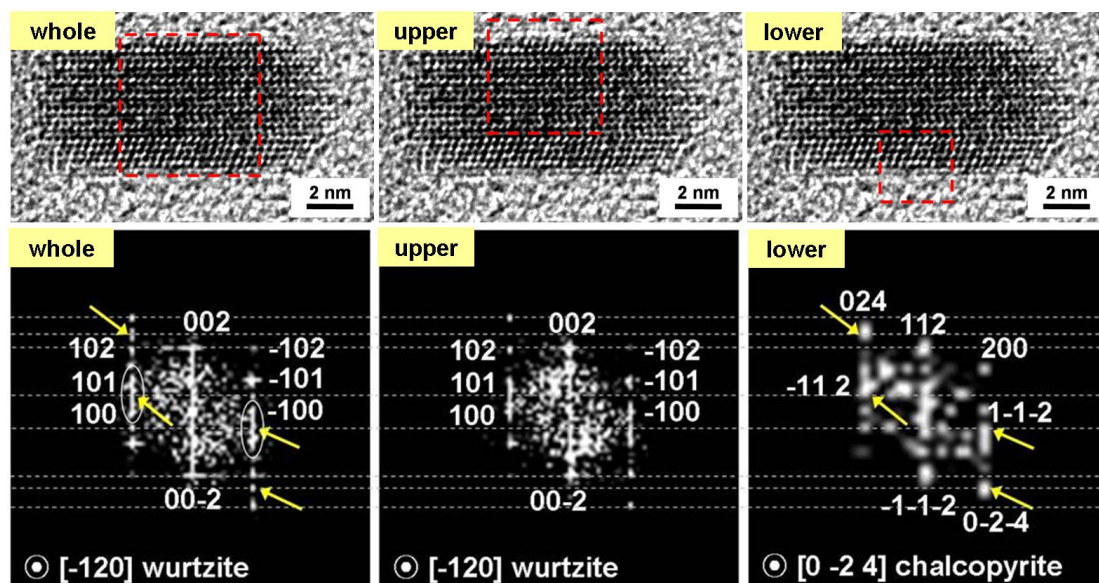 whole
2 nm
upper
2 nm
lower
2 nm
whole
002
102
-102
101
-101
100
-100
00-2
[-120] wurtzite
upper
002
102
-102
101
-101
100
-100
00-2
[-120] wurtzite
lower
024
112
200
-11 2
1-1-2
-1-1-2
0-2-4
[0 -2 4] chalcopyrite